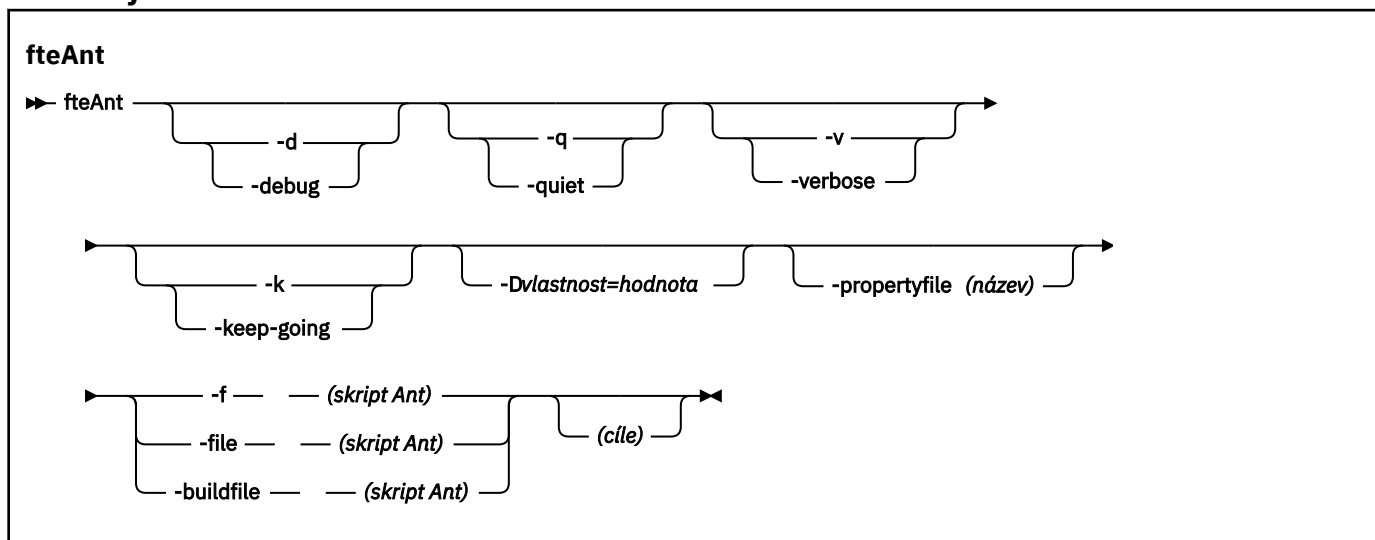 fteAnt
fteAnt
-d
-debug
-q
-quiet
-v
-verbose
-k
-keep-going
-Dvlastnost=hodnota
-propertyfile (název)
-f (skript Ant)
-file (skript Ant)
-buildfile (skript Ant)
(cíle)